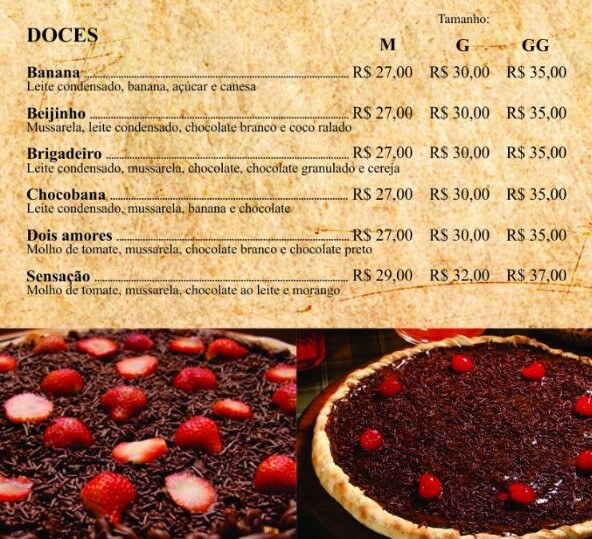 Tamanho:
DOCES M G GG
Banana R$ 27,00 R$ 30,00 R$ 35,00
Leite condensado, banana, açúcar e canesa
Beijinho R$ 27,00 R$ 30,00 R$ 35,00
Mussarela, leite condensado, chocolate branco e coco ralado
Brigadeiro R$ 27,00 R$ 30,00 R$ 35,00
Leite condensado, mussarela, chocolate, chocolate granulado e cereja
Chocobana R$ 27,00 R$ 30,00 R$ 35,00
Leite condensado, mussarela, banana e chocolate
Dois amores R$ 27,00 R$ 30,00 R$ 35,00
Molho de tomate, mussarela, chocolate branco e chocolate preto
Sensação R$ 29,00 R$ 32,00 R$ 37,00
Molho de tomate, mussarela, chocolate ao leite e morango